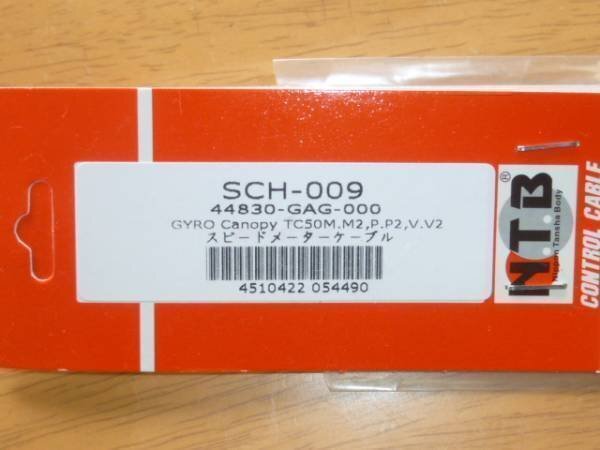 SCH-009
44830-GAG-000
GYRO Canopy TC50M.M2,P.P2,V.V2
スピードメーターケーブル
4510422 054490
N.T.B ®
Nippon Tansha Body
CONTROL CABLE